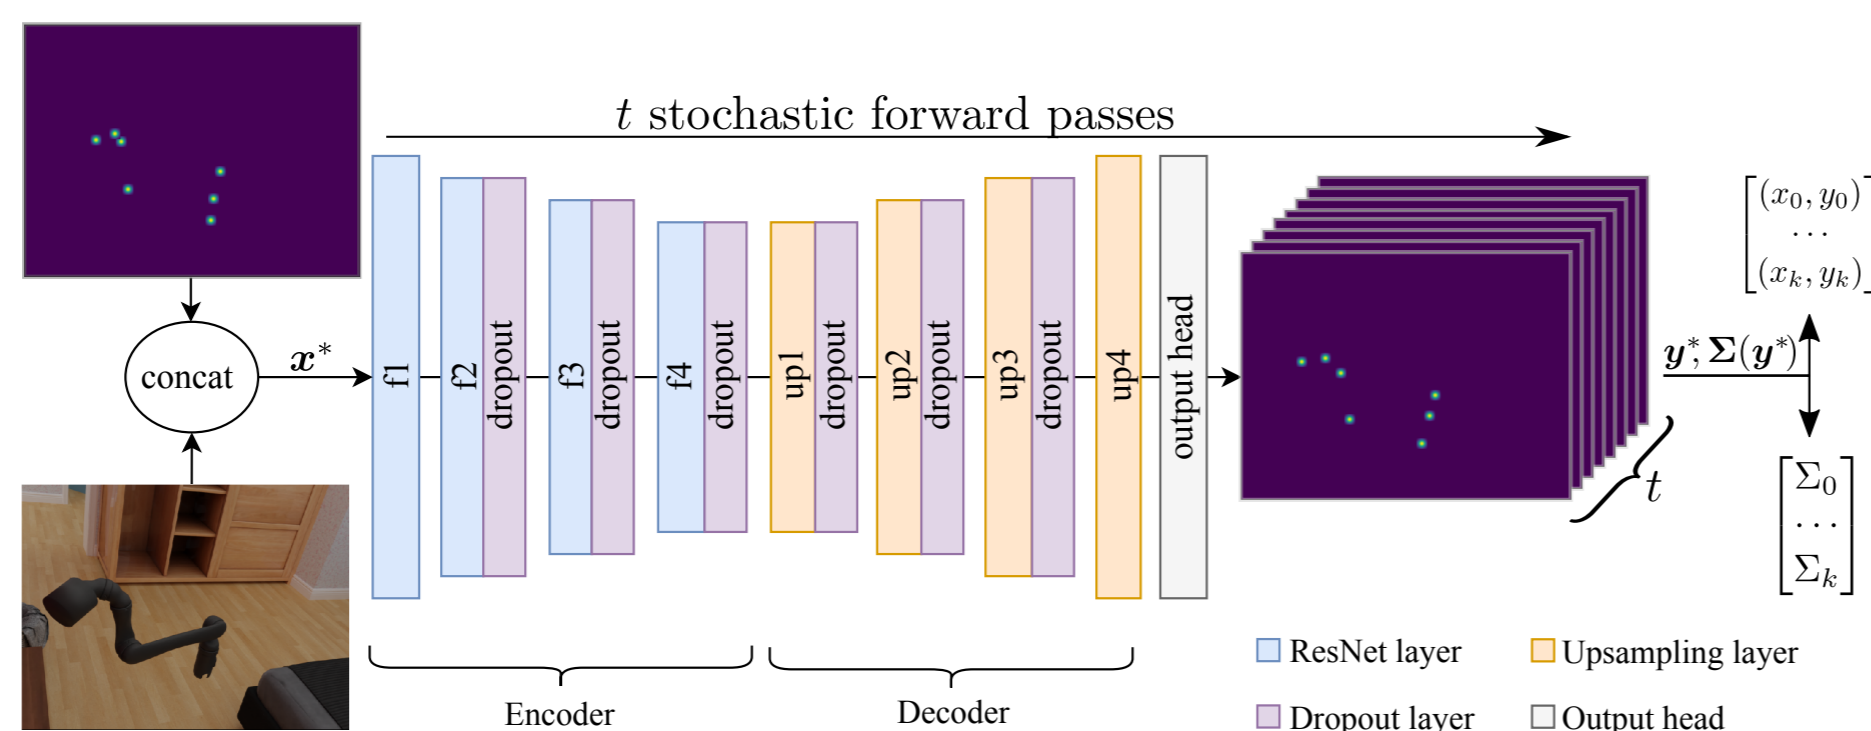 t stochastic forward passes
concat
x*
f1
f2
dropout
f3
dropout
f4
dropout
up1
dropout
up2
dropout
up3
dropout
up4
output head
t
y*, Σ(y*)
(x₀, y₀)
...
(xₖ, yₖ)
Σ₀
...
Σₖ
Encoder
Decoder
ResNet layer
Upsampling layer
Dropout layer
Output head